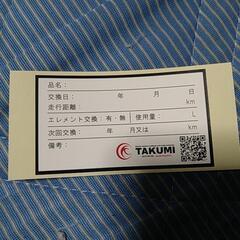 品名：
交換日： 年 月 日
走行距離： km
エレメント交換：有・無 使用量： L
次回交換： 年 月又は km
備考：
TAKUMI